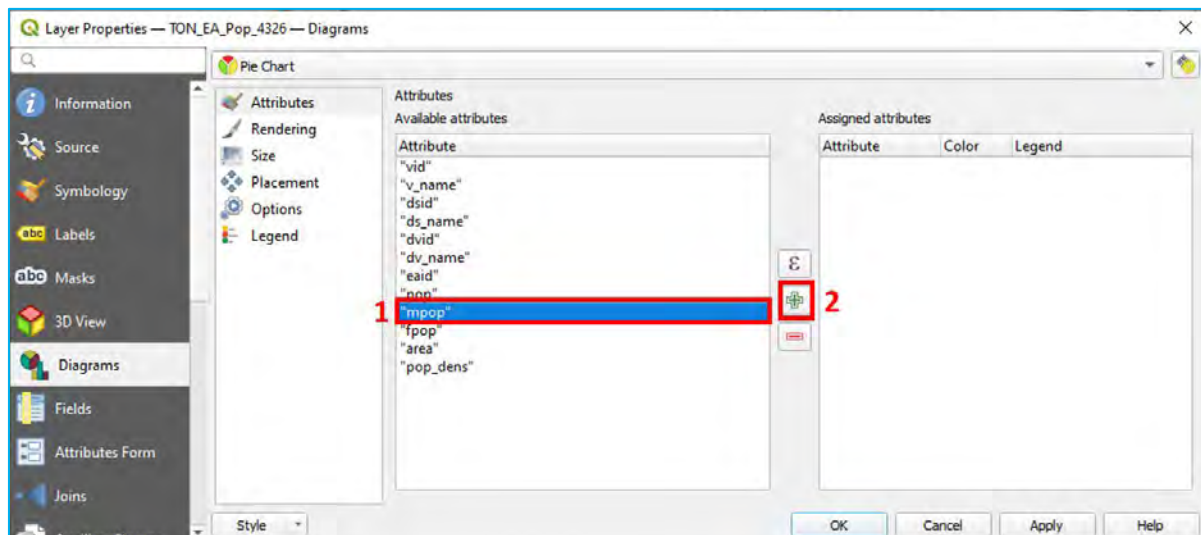 Layer Properties — TON_EA_Pop_4326 — Diagrams
Pie Chart
Information
Source
Symbology
abc Labels
abc Masks
3D View
Diagrams
Fields
Attributes Form
Joins
Attributes
Rendering
Size
Placement
Options
Legend
Attributes
Available attributes
Attribute
"vid"
"v_name"
"dsid"
"ds_name"
"dvid"
"dv_name"
"eaid"
"pop"
1 "mpop"
"fpop"
"area"
"pop_dens"
ε
2
Assigned attributes
Attribute Color Legend
Style
OK Cancel Apply Help